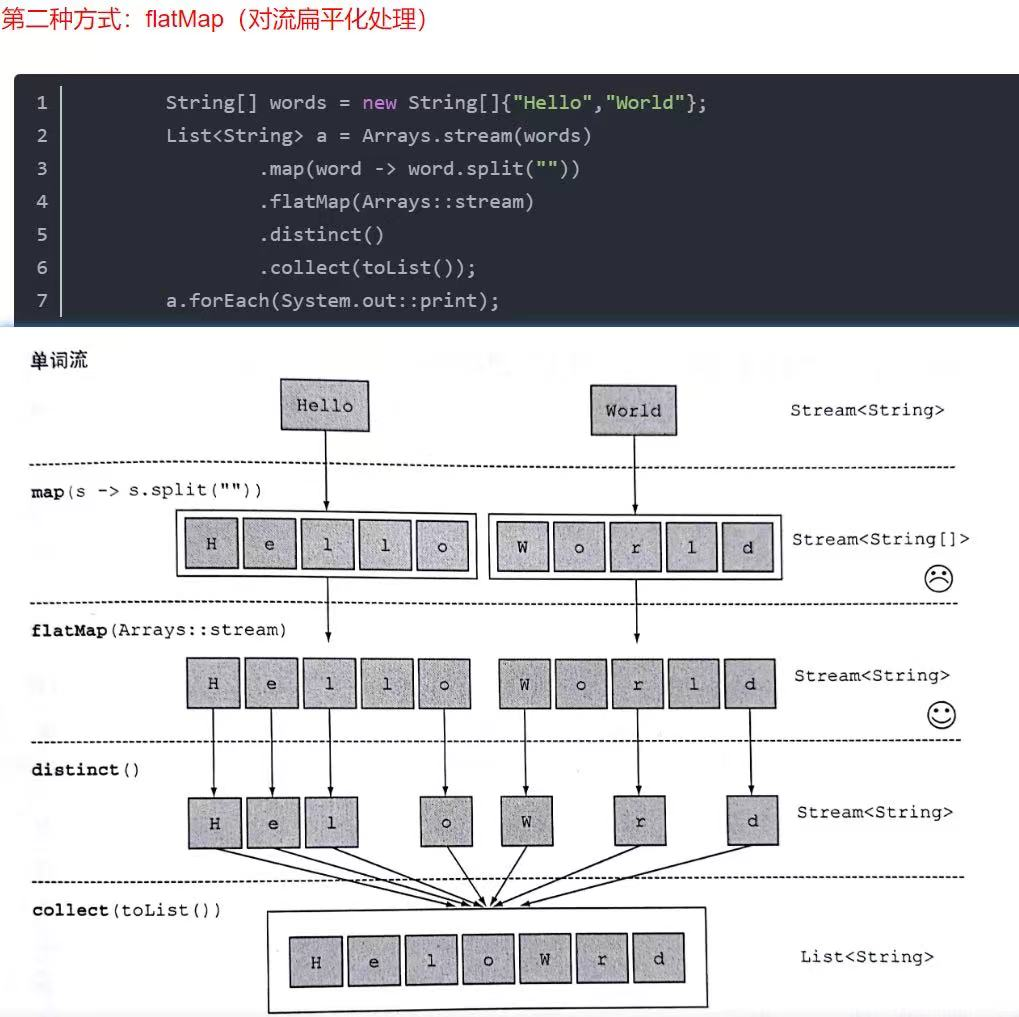 第二种方式：flatMap（对流扁平化处理）
1 String[] words = new String[]{"Hello","World"};
2 List<String> a = Arrays.stream(words)
3 .map(word -> word.split(""))
4 .flatMap(Arrays::stream)
5 .distinct()
6 .collect(toList());
7 a.forEach(System.out::print);
单词流
Hello World Stream<String>
map(s -> s.split(""))
H e l l o W o r l d Stream<String[]>
flatMap(Arrays::stream)
H e l l o W o r l d Stream<String>
distinct()
H e l o W r d Stream<String>
collect(toList())
H e l o W r d List<String>